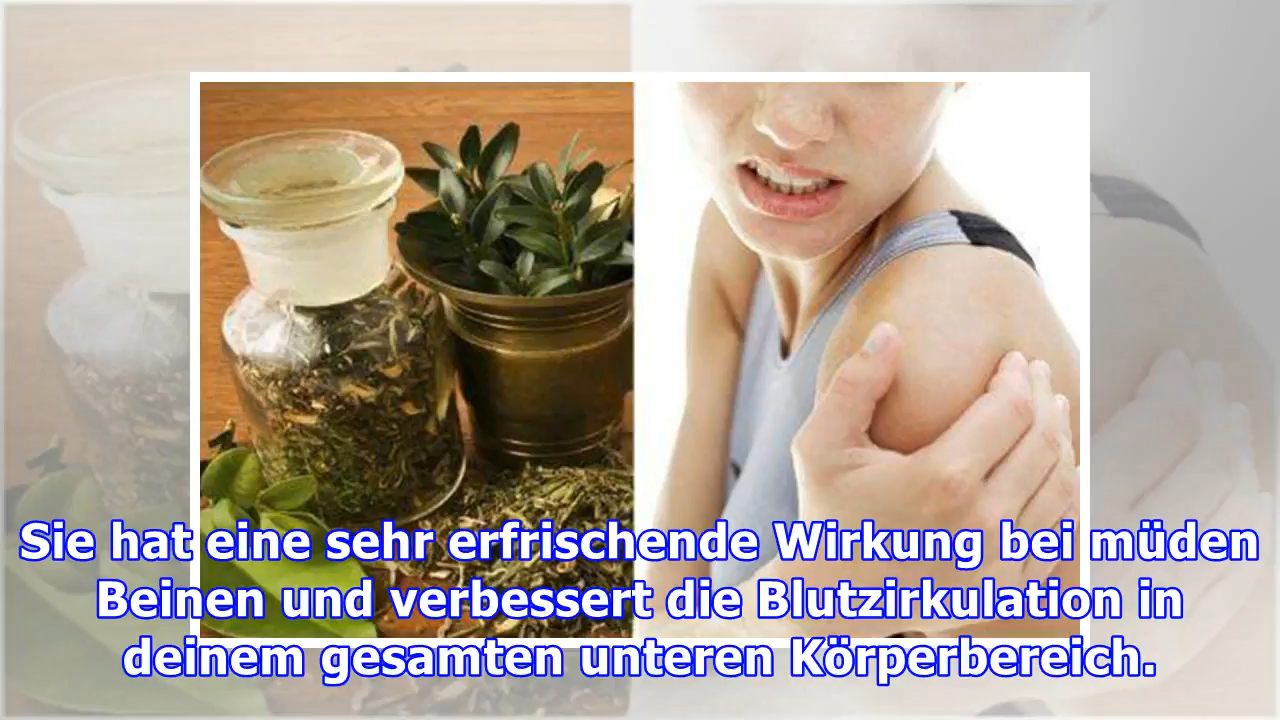 Sie hat eine sehr erfrischende Wirkung bei müden
Beinen und verbessert die Blutzirkulation in
deinem gesamten unteren Körperbereich.